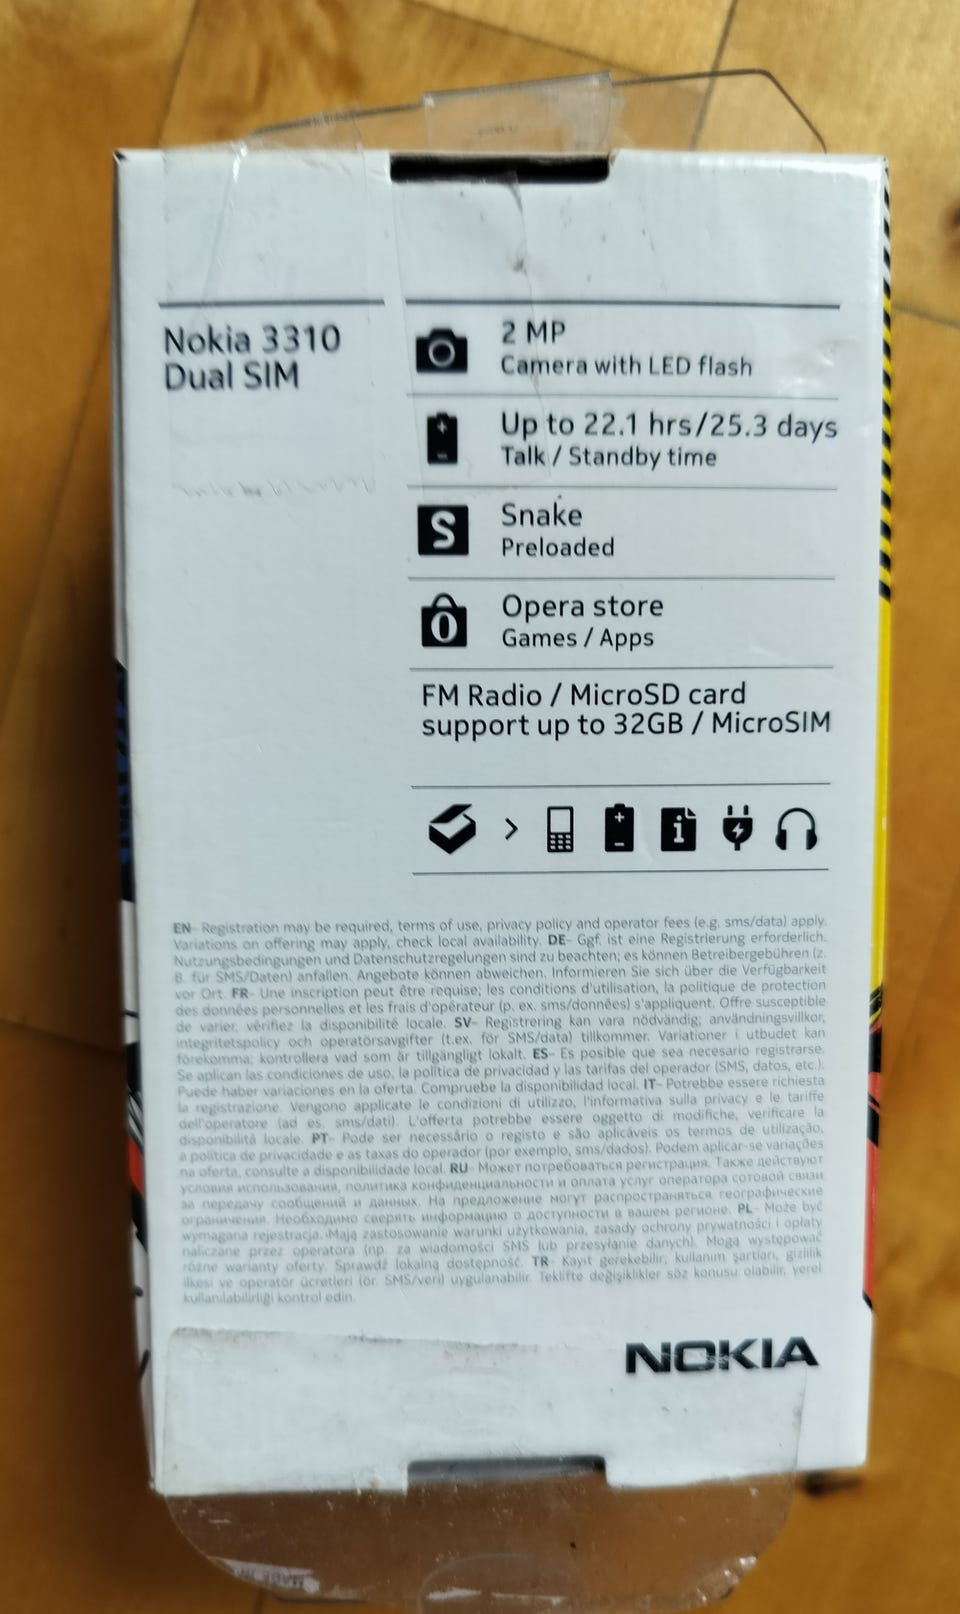 Nokia 3310
Dual SIM
2 MP
Camera with LED flash
Up to 22.1 hrs/25.3 days
Talk / Standby time
S
Snake
Preloaded
Opera store
Games / Apps
FM Radio / MicroSD card
support up to 32GB / MicroSIM
EN- Registration may be required, terms of use, privacy policy and operator fees (e.g. sms/data) apply.
Variations on offering may apply, check local availability. DE- Ggf. ist eine Registrierung erforderlich.
Nutzungsbedingungen und Datenschutzregelungen sind zu beachten; es können Betreibergebühren (z.
B. für SMS/Daten) anfallen. Angebote können abweichen. Informieren Sie sich über die Verfügbarkeit
vor Ort. FR- Une inscription peut être requise; les conditions d'utilisation, la politique de protection
des données personnelles et les frais d'opérateur (p. ex. sms/données) s'appliquent. Offre susceptible
de varier, vérifiez la disponibilité locale. SV- Registrering kan vara nödvändig; användningsvillkor,
integritetspolicy och operatörsavgifter (t.ex. för SMS/data) tillkommer. Variationer i utbudet kan
förekomma; kontrollera vad som är tillgängligt lokalt. ES- Es posible que sea necesario registrarse.
Se aplican las condiciones de uso, la política de privacidad y las tarifas del operador (SMS, datos, etc.).
Puede haber variaciones en la oferta. Compruebe la disponibilidad local. IT- Potrebbe essere richiesta
la registrazione. Vengono applicate le condizioni di utilizzo, l'informativa sulla privacy e le tariffe
dell'operatore (ad es. sms/dati). L'offerta potrebbe essere oggetto di modifiche, verificare la
disponibilità locale. PT- Pode ser necessário o registo e são aplicáveis os termos de utilização,
a política de privacidade e as taxas do operador (por exemplo, sms/dados). Podem aplicar-se variações
na oferta, consulte a disponibilidade local. RU- Может потребоваться регистрация. Также действуют
условия использования, политика конфиденциальности и оплата услуг оператора сотовой связи
за передачу сообщений и данных. На предложение могут распространяться географические
ограничения. Необходимо сверять информацию о доступности в вашем регионе. PL- Może być
wymagana rejestracja. Mają zastosowanie warunki użytkowania, zasady ochrony prywatności i opłaty
naliczane przez operatora (np. za wiadomości SMS lub przesyłanie danych). Mogą występować
różne warianty oferty. Sprawdź lokalną dostępność. TR- Kayıt gerekebilir; kullanım şartları, gizlilik
ilkesi ve operatör ücretleri (ör. SMS/veri) uygulanabilir. Teklifte değişiklikler söz konusu olabilir, yerel
kullanılabilirliği kontrol edin.
NOKIA